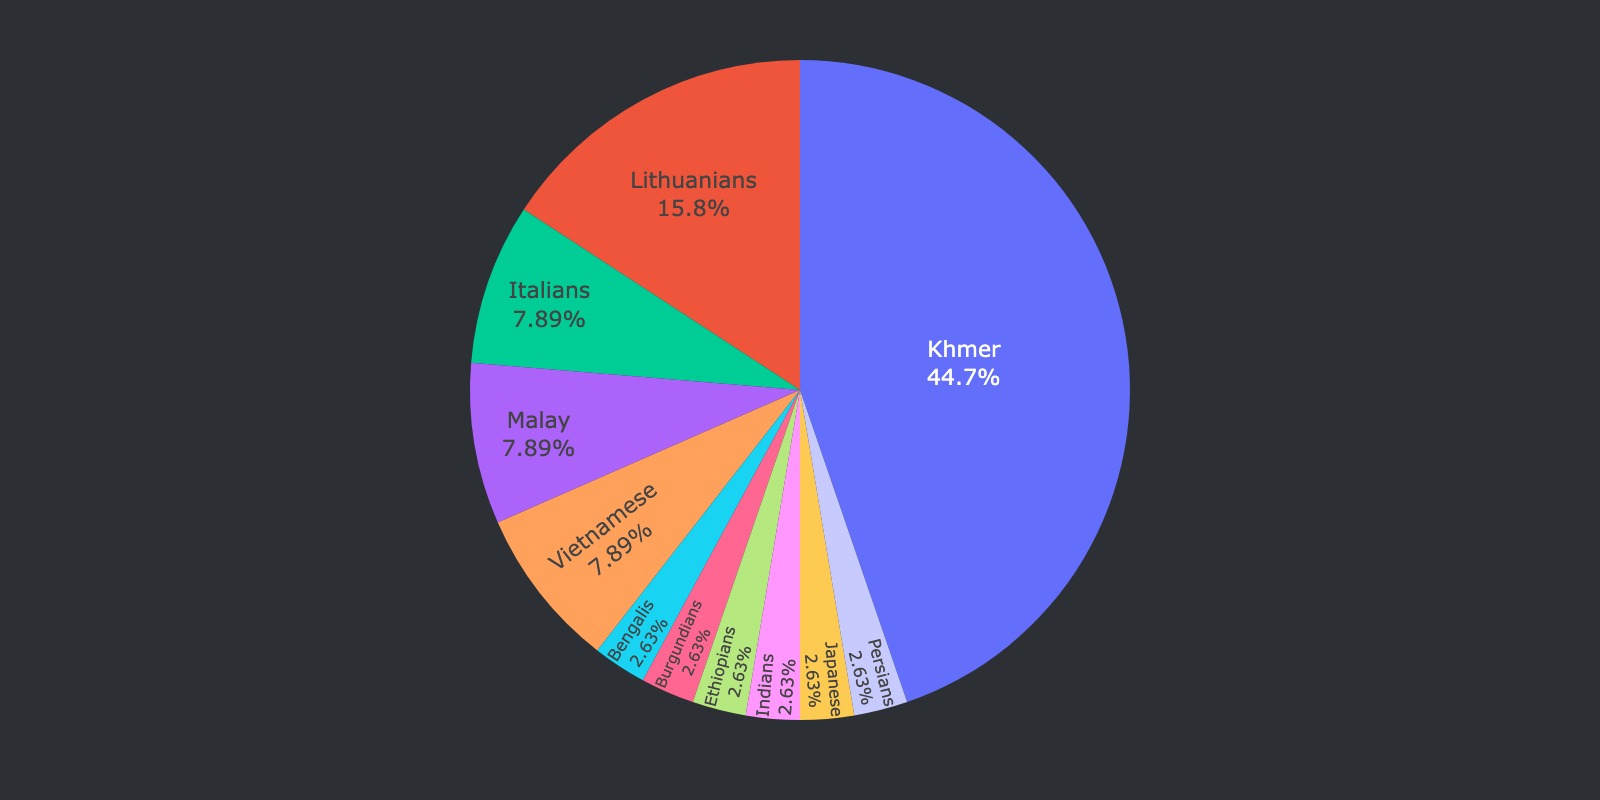 Lithuanians
15.8%
Italians
7.89%
Khmer
44.7%
Malay
7.89%
Vietnamese
7.89%
Bengalis
2.63%
Burgundians
2.63%
Ethiopians
2.63%
Indians
2.63%
Japanese
2.63%
Persians
2.63%